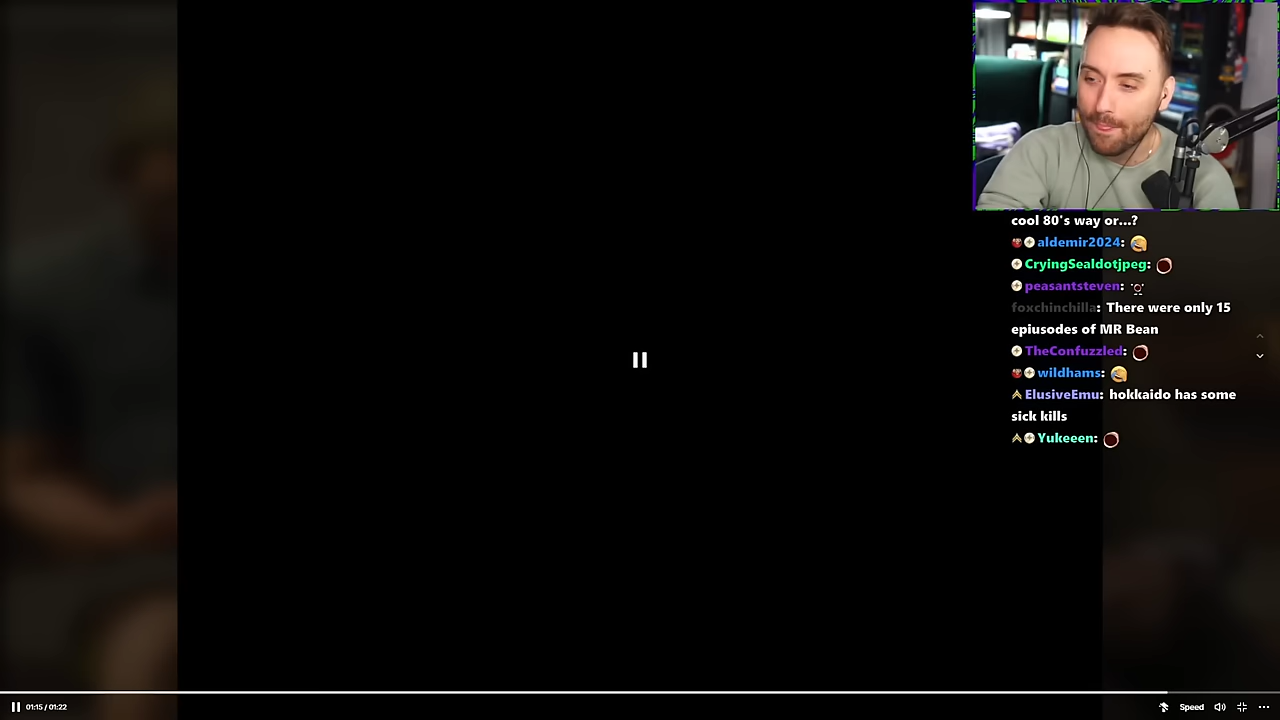 cool 80's way or...?
aldemir2024:
CryingSealdotjpeg:
peasantsteven:
foxchinchilla: There were only 15
epiusodes of MR Bean
TheConfuzzled:
wildhams:
ElusiveEmu: hokkaido has some
sick kills
Yukeeen:
01:15 / 01:22
Speed